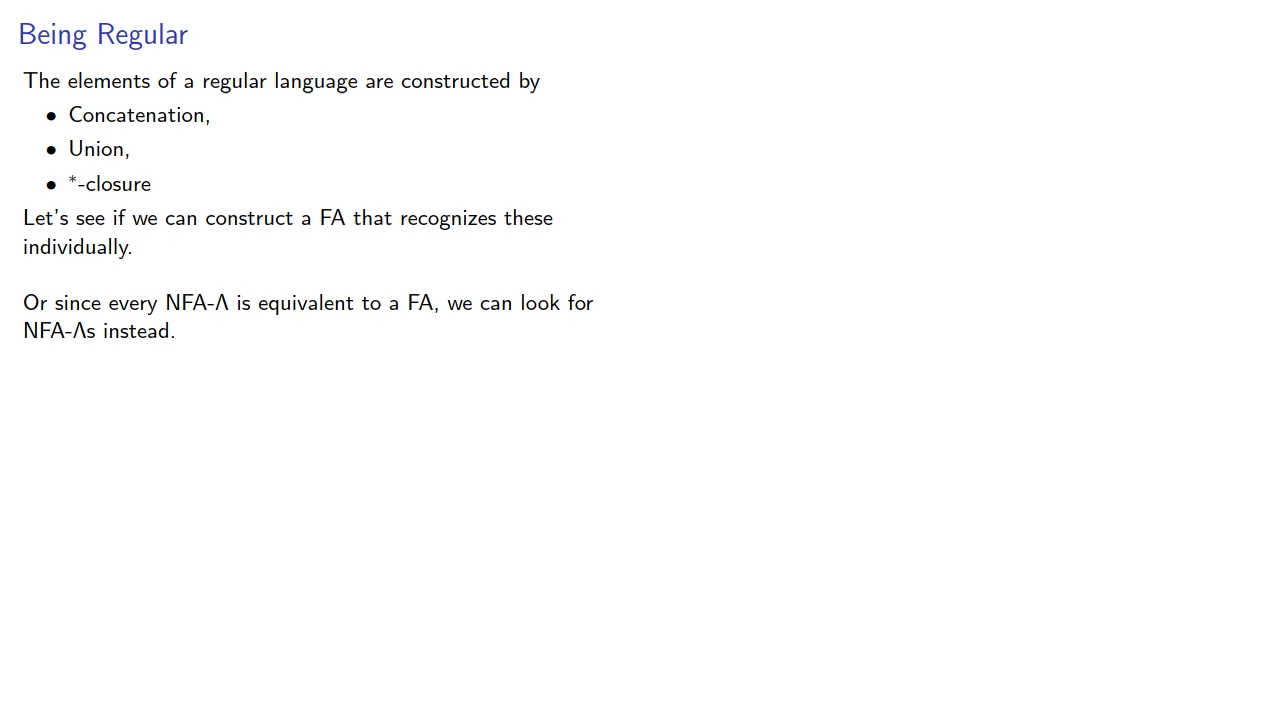 Being Regular
The elements of a regular language are constructed by
• Concatenation,
• Union,
• *-closure
Let's see if we can construct a FA that recognizes these
individually.
Or since every NFA-Λ is equivalent to a FA, we can look for
NFA-Λs instead.